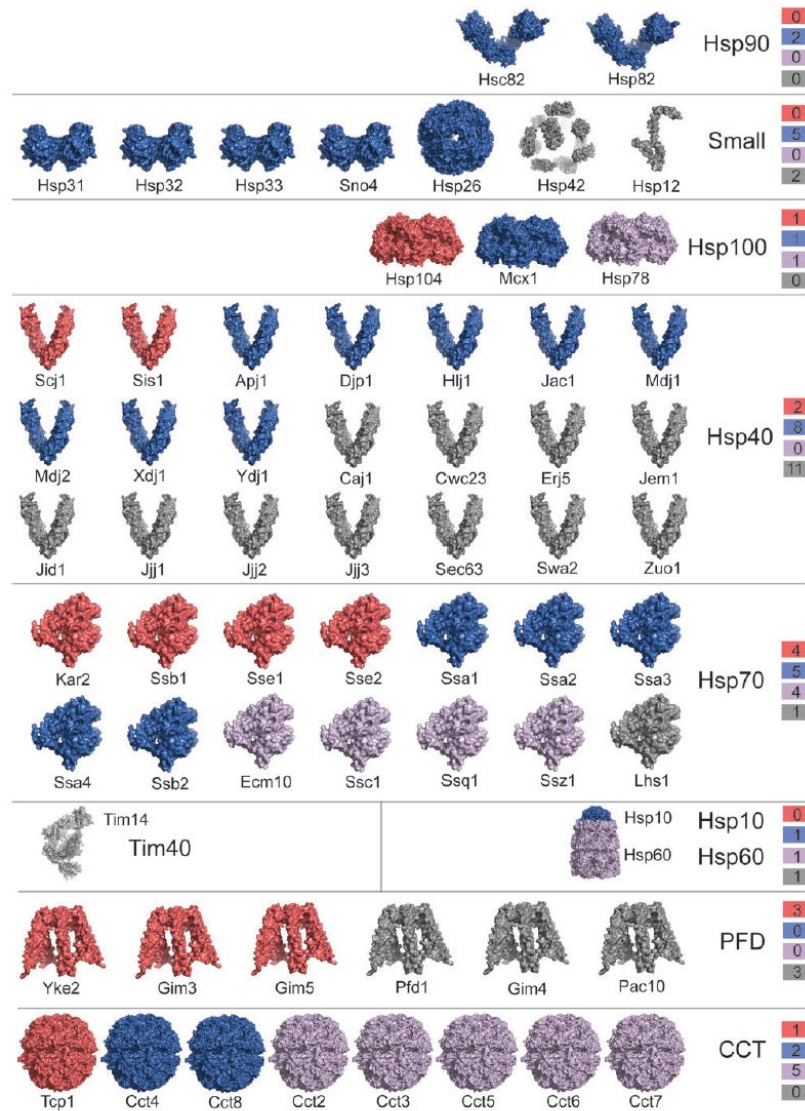 Hsc82 Hsp82 Hsp90
0
2
0
0
Hsp31 Hsp32 Hsp33 Sno4 Hsp26 Hsp42 Hsp12 Small
0
5
0
2
Hsp104 Mcx1 Hsp78 Hsp100
1
1
1
0
Scj1 Sis1 Apj1 Djp1 Hlj1 Jac1 Mdj1
Mdj2 Xdj1 Ydj1 Caj1 Cwc23 Erj5 Jem1
Hsp40
2
8
0
11
Jid1 Jjj1 Jjj2 Jjj3 Sec63 Swa2 Zuo1
Kar2 Ssb1 Sse1 Sse2 Ssa1 Ssa2 Ssa3
Hsp70
4
5
4
1
Ssa4 Ssb2 Ecm10 Ssc1 Ssq1 Ssz1 Lhs1
Tim14
Tim40
Hsp10 Hsp10
Hsp60 Hsp60
0
1
1
1
Yke2 Gim3 Gim5 Pfd1 Gim4 Pac10 PFD
3
0
0
3
Tcp1 Cct4 Cct8 Cct2 Cct3 Cct5 Cct6 Cct7 CCT
1
2
5
0